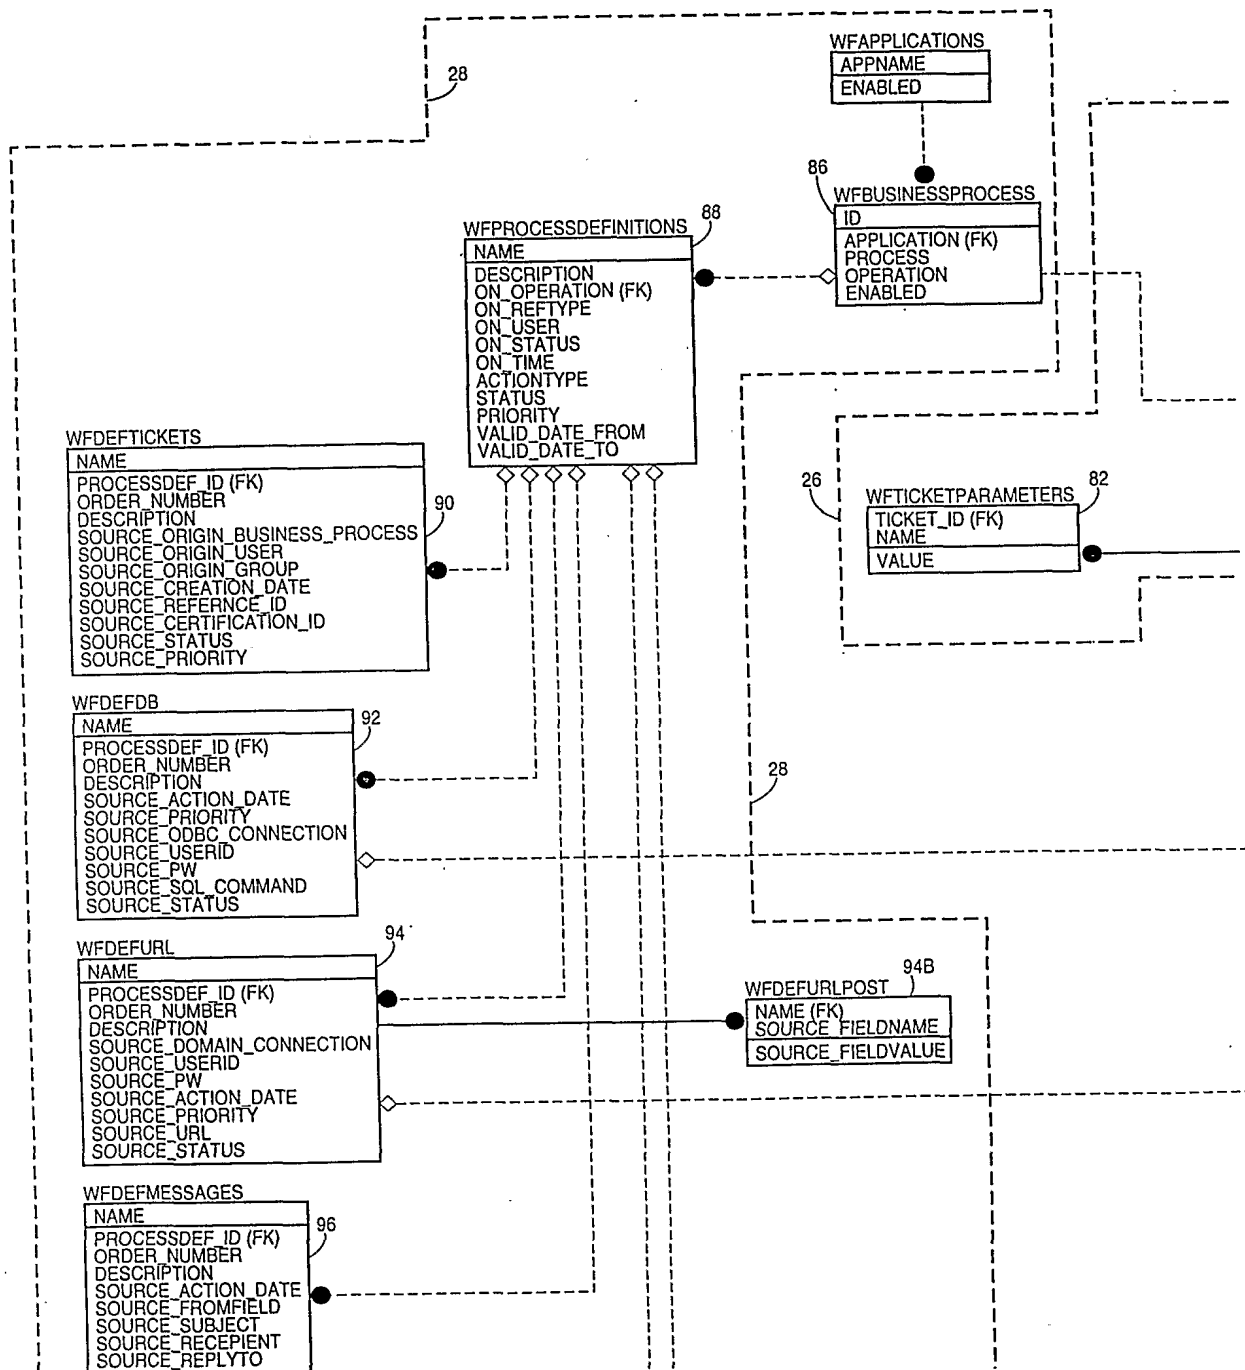 WFAPPLICATIONS
APPNAME
ENABLED
28
86
WFBUSINESSPROCESS
ID
APPLICATION (FK)
PROCESS
OPERATION
ENABLED
88
WFPROCESSDEFINITIONS
NAME
DESCRIPTION
ON_OPERATION (FK)
ON_REFTYPE
ON_USER
ON_STATUS
ON_TIME
ACTIONTYPE
STATUS
PRIORITY
VALID_DATE_FROM
VALID_DATE_TO
WFDEFTICKETS
NAME
PROCESSDEF_ID (FK)
ORDER_NUMBER
DESCRIPTION
SOURCE_ORIGIN_BUSINESS_PROCESS
SOURCE_ORIGIN_USER
SOURCE_ORIGIN_GROUP
SOURCE_CREATION_DATE
SOURCE_REFERNCE_ID
SOURCE_CERTIFICATION_ID
SOURCE_STATUS
SOURCE_PRIORITY
90
26
WFTICKETPARAMETERS
82
TICKET_ID (FK)
NAME
VALUE
WFDEFDB
92
NAME
PROCESSDEF_ID (FK)
ORDER_NUMBER
DESCRIPTION
SOURCE_ACTION_DATE
SOURCE_PRIORITY
SOURCE_ODBC_CONNECTION
SOURCE_USERID
SOURCE_PW
SOURCE_SQL_COMMAND
SOURCE_STATUS
28
WFDEFURL
94
NAME
PROCESSDEF_ID (FK)
ORDER_NUMBER
DESCRIPTION
SOURCE_DOMAIN_CONNECTION
SOURCE_USERID
SOURCE_PW
SOURCE_ACTION_DATE
SOURCE_PRIORITY
SOURCE_URL
SOURCE_STATUS
94B
WFDEFURLPOST
NAME (FK)
SOURCE_FIELDNAME
SOURCE_FIELDVALUE
WFDEFMESSAGES
96
NAME
PROCESSDEF_ID (FK)
ORDER_NUMBER
DESCRIPTION
SOURCE_ACTION_DATE
SOURCE_FROMFIELD
SOURCE_SUBJECT
SOURCE_RECEPIENT
SOURCE_REPLYTO